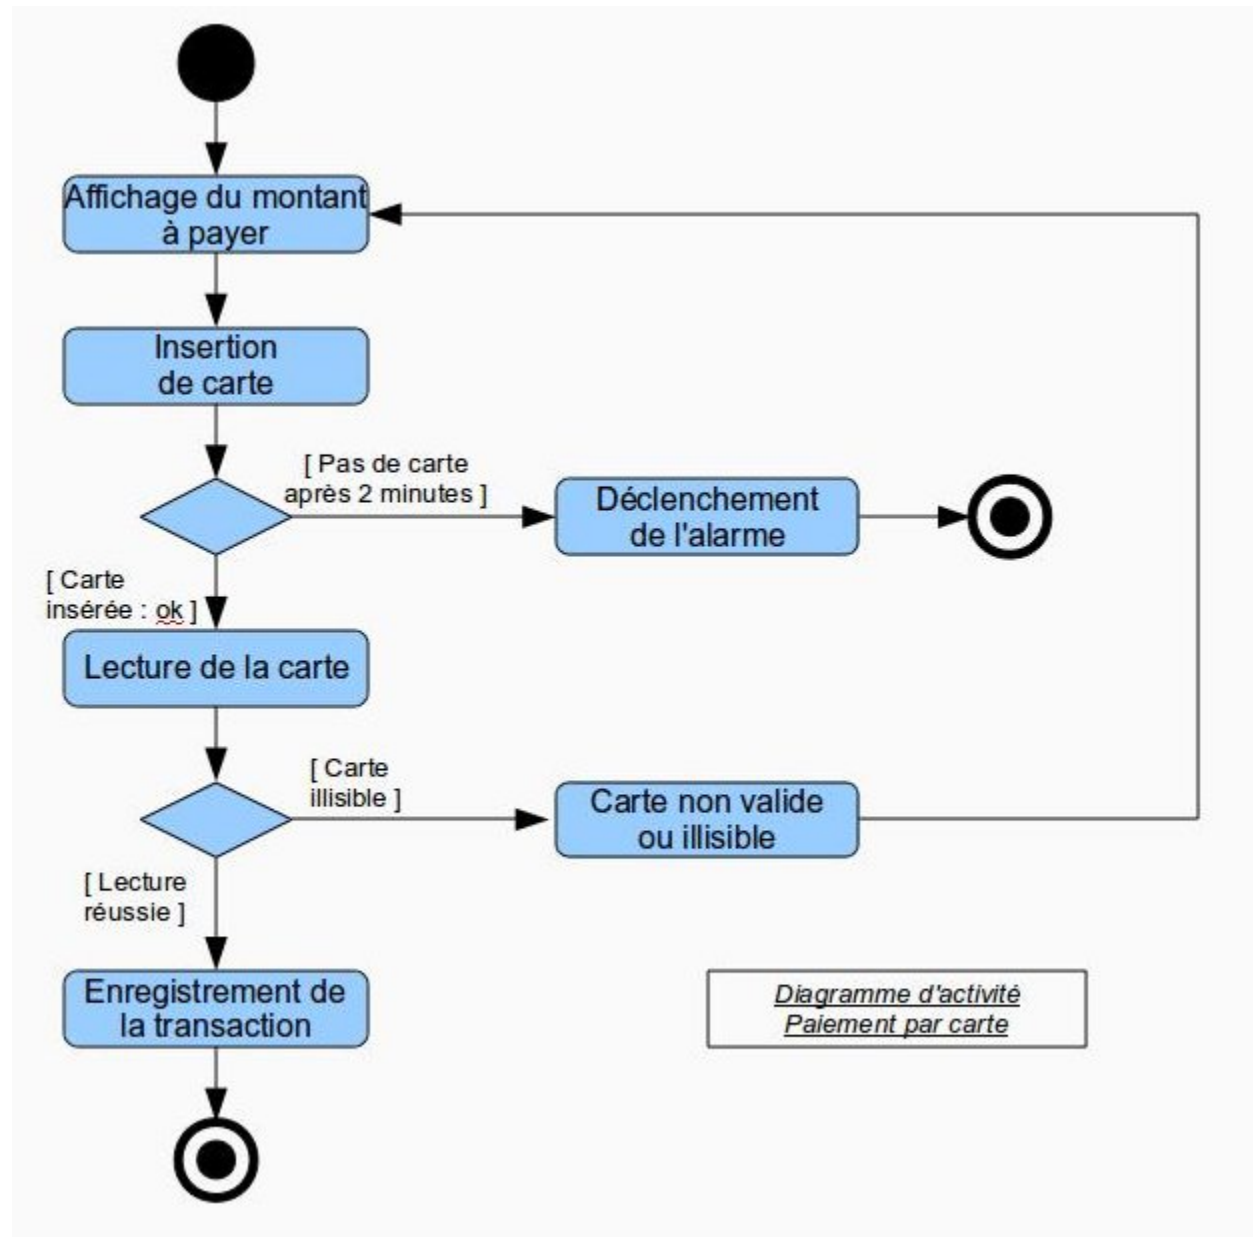 Affichage du montant
à payer
Insertion
de carte
[ Pas de carte
après 2 minutes ]
Déclenchement
de l'alarme
[ Carte
insérée : ok ]
Lecture de la carte
[ Carte
illisible ]
Carte non valide
ou illisible
[ Lecture
réussie ]
Enregistrement de
la transaction
Diagramme d'activité
Paiement par carte